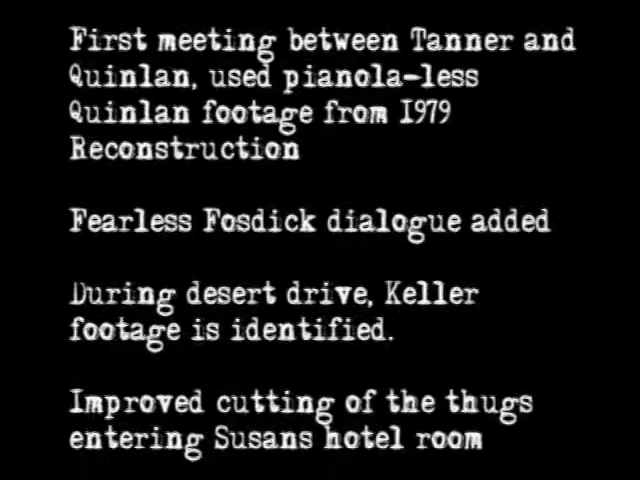 First meeting between Tanner and
Quinlan, used pianola-less
Quinlan footage from 1979
Reconstruction
Fearless Fosdick dialogue added
During desert drive, Keller
footage is identified.
Improved cutting of the thugs
entering Susans hotel room